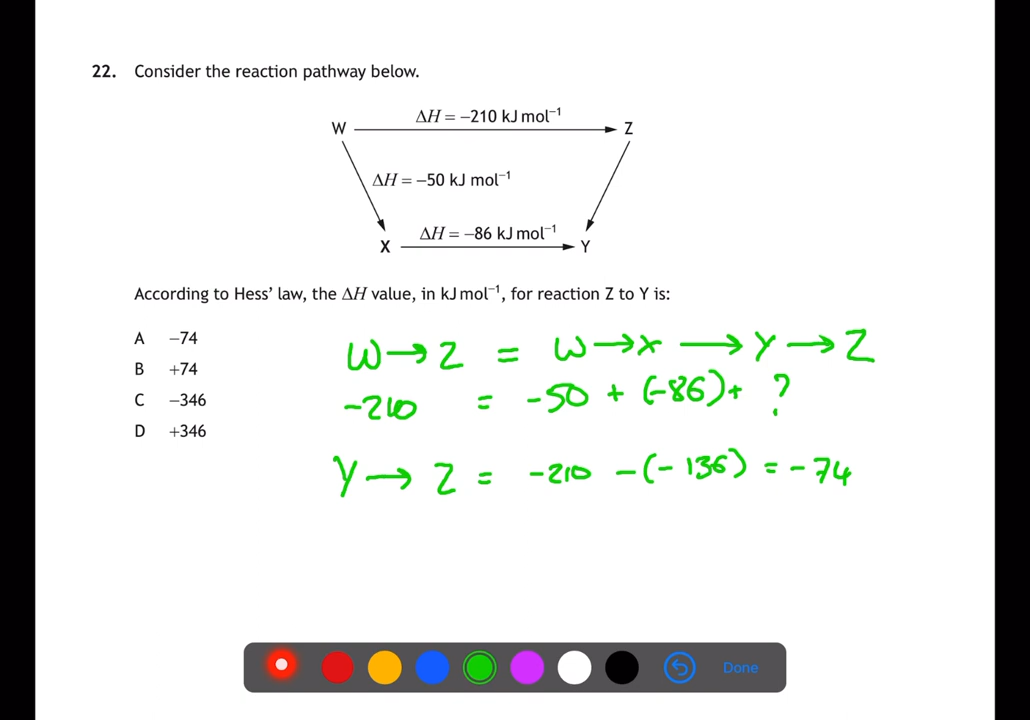 22. Consider the reaction pathway below.
ΔH = −210 kJ mol⁻¹
W Z
ΔH = −50 kJ mol⁻¹
ΔH = −86 kJ mol⁻¹
X Y
According to Hess’ law, the ΔH value, in kJ mol⁻¹, for reaction Z to Y is:
A −74
B +74
C −346
D +346
W → Z = W → X → Y → Z
-210 = -50 + (-86) + ?
Y → Z = -210 - (-136) = -74
Done